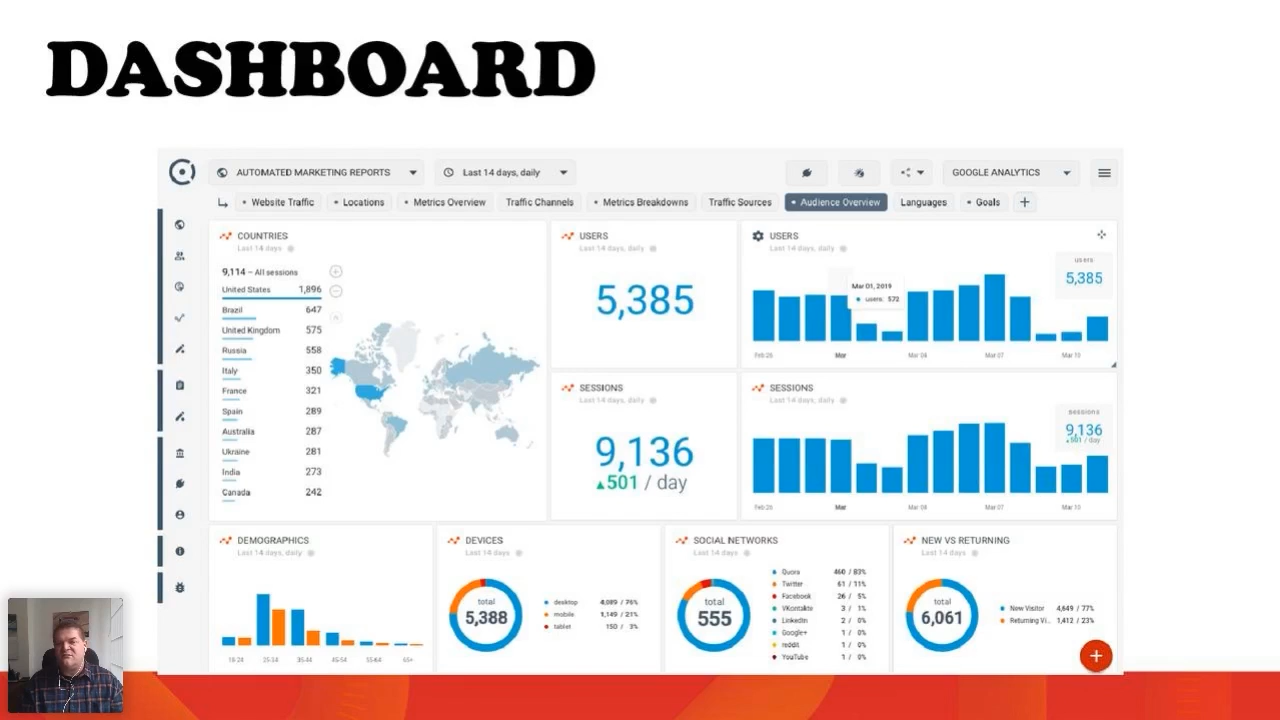 DASHBOARD
AUTOMATED MARKETING REPORTS
Last 14 days, daily
GOOGLE ANALYTICS
Website Traffic
Locations
Metrics Overview
Traffic Channels
Metrics Breakdowns
Traffic Sources
Audience Overview
Languages
Goals
COUNTRIES
Last 14 days
9,114 – All sessions
United States 1,896
Brazil 647
United Kingdom 575
Russia 558
Italy 350
France 321
Spain 289
Australia 287
Ukraine 281
India 273
Canada 242
USERS
Last 14 days, daily
5,385
USERS
Last 14 days, daily
users
5,385
Mar 01, 2019
users: 572
Feb 26 Mar Mar 04 Mar 07 Mar 10
SESSIONS
Last 14 days, daily
9,136
▲501 / day
SESSIONS
Last 14 days, daily
sessions
9,136
▲501 / day
Feb 26 Mar Mar 04 Mar 07 Mar 10
DEMOGRAPHICS
Last 14 days, daily
18-24 25-34 35-44 45-54 55-64 65+
DEVICES
Last 14 days
total
5,388
desktop 4,089 / 76%
mobile 1,149 / 21%
tablet 150 / 3%
SOCIAL NETWORKS
Last 14 days
total
555
Quora 460 / 83%
Twitter 61 / 11%
Facebook 26 / 5%
VKontakte 3 / 1%
LinkedIn 2 / 0%
Google+ 1 / 0%
reddit 1 / 0%
YouTube 1 / 0%
NEW VS RETURNING
Last 14 days
total
6,061
New Visitor 4,649 / 77%
Returning Vi... 1,412 / 23%